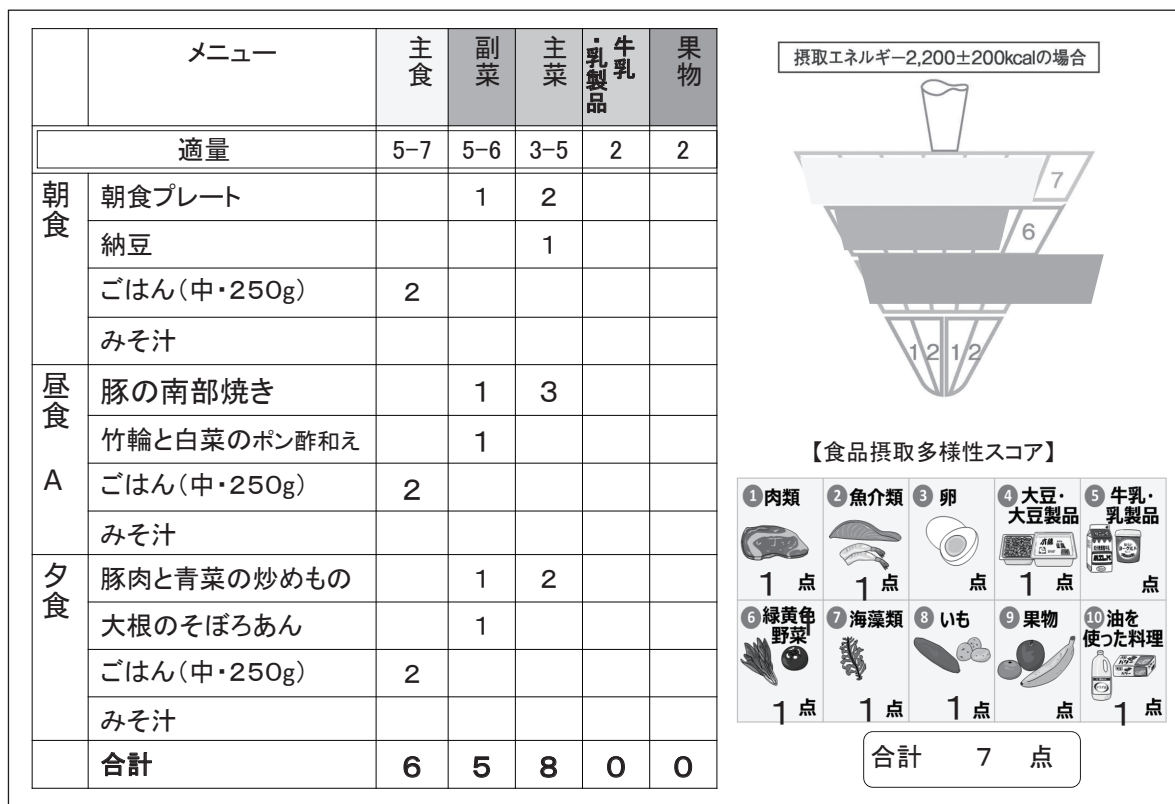 メニュー 主食 副菜 主菜 牛乳・乳製品 果物
適量 5-7 5-6 3-5 2 2
朝食
朝食プレート 1 2
納豆 1
ごはん(中・250g) 2
みそ汁
昼食 A
豚の南部焼き 1 3
竹輪と白菜のポン酢和え 1
ごはん(中・250g) 2
みそ汁
夕食
豚肉と青菜の炒めもの 1 2
大根のそぼろあん 1
ごはん(中・250g) 2
みそ汁
合計 6 5 8 0 0
摂取エネルギー2,200±200kcalの場合
7
6
1 2 1 2
【食品摂取多様性スコア】
❶肉類
1 点
❷魚介類
1 点
❸ 卵
点
❹大豆・
大豆製品
1 点
❺牛乳・
乳製品
点
❻緑黄色
野菜
1
1 点
❼海藻類
1 点
❽いも
1 点
❾果物
点
❿油を
使った料理
1 点
合計 7 点